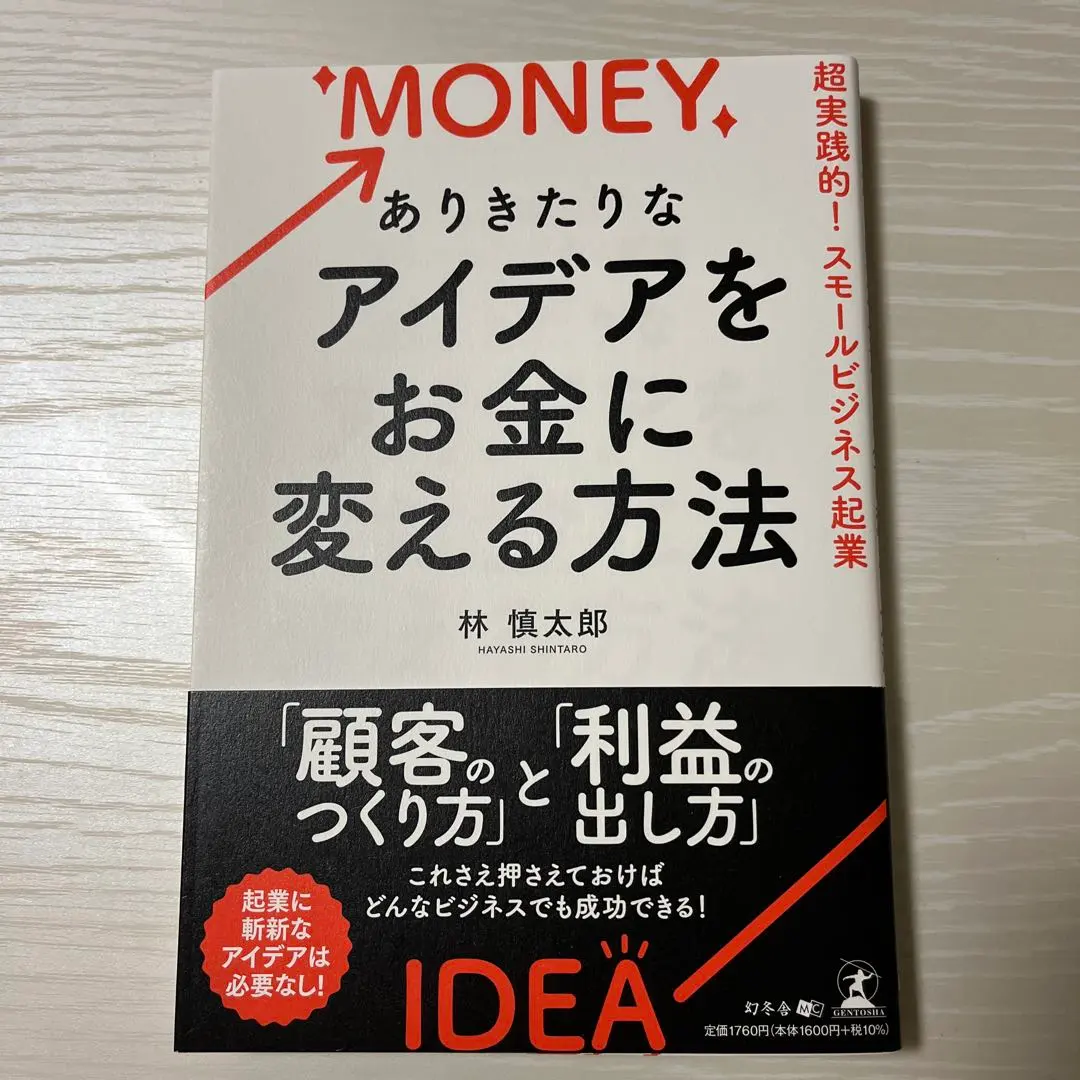 MONEY
超実践的！ スモールビジネス起業
ありきたりな
アイデアを
お金に
変える方法
林 慎太郎
HAYASHI SHINTARO
「顧客の
つくり方」
と
「利益の
出し方」
これさえ押さえておけば
どんなビジネスでも成功できる！
起業に
斬新な
アイデアは
必要なし！
IDEA
幻冬舎 MC
GENTOSHA
定価1760円（本体1600円+税10%）